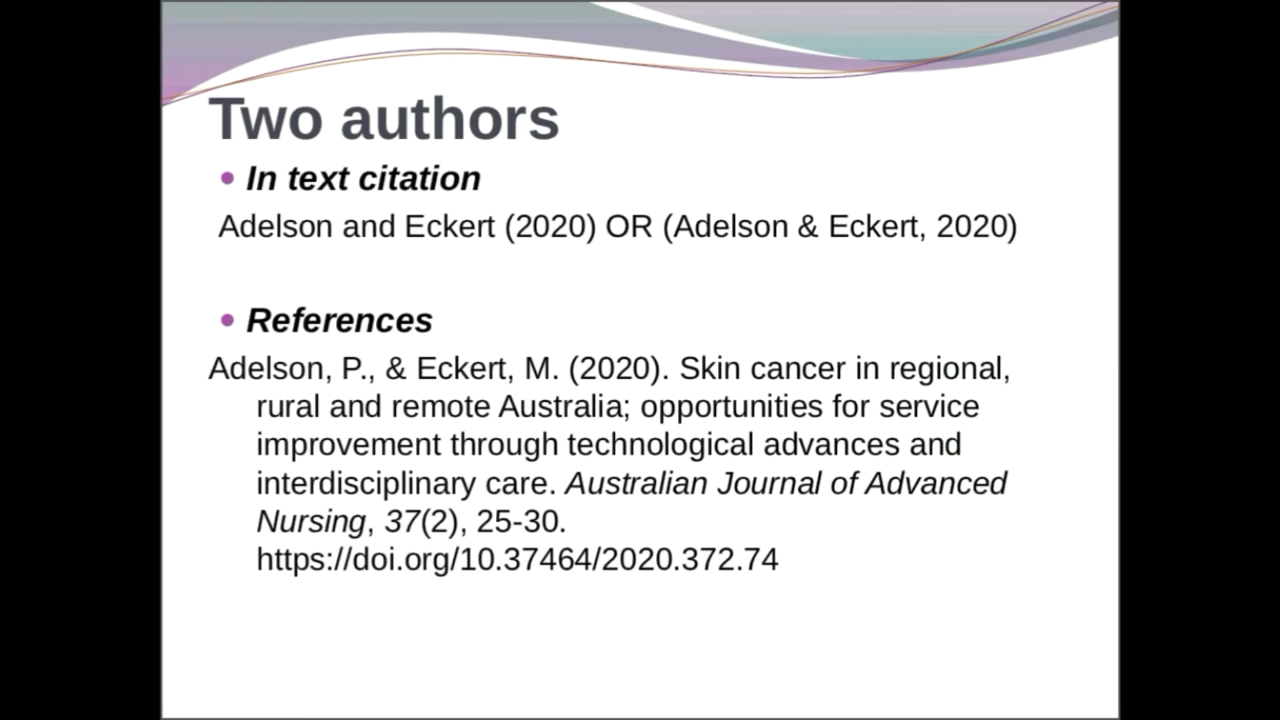 Two authors
• In text citation
Adelson and Eckert (2020) OR (Adelson & Eckert, 2020)
• References
Adelson, P., & Eckert, M. (2020). Skin cancer in regional,
rural and remote Australia; opportunities for service
improvement through technological advances and
interdisciplinary care. Australian Journal of Advanced
Nursing, 37(2), 25-30.
https://doi.org/10.37464/2020.372.74